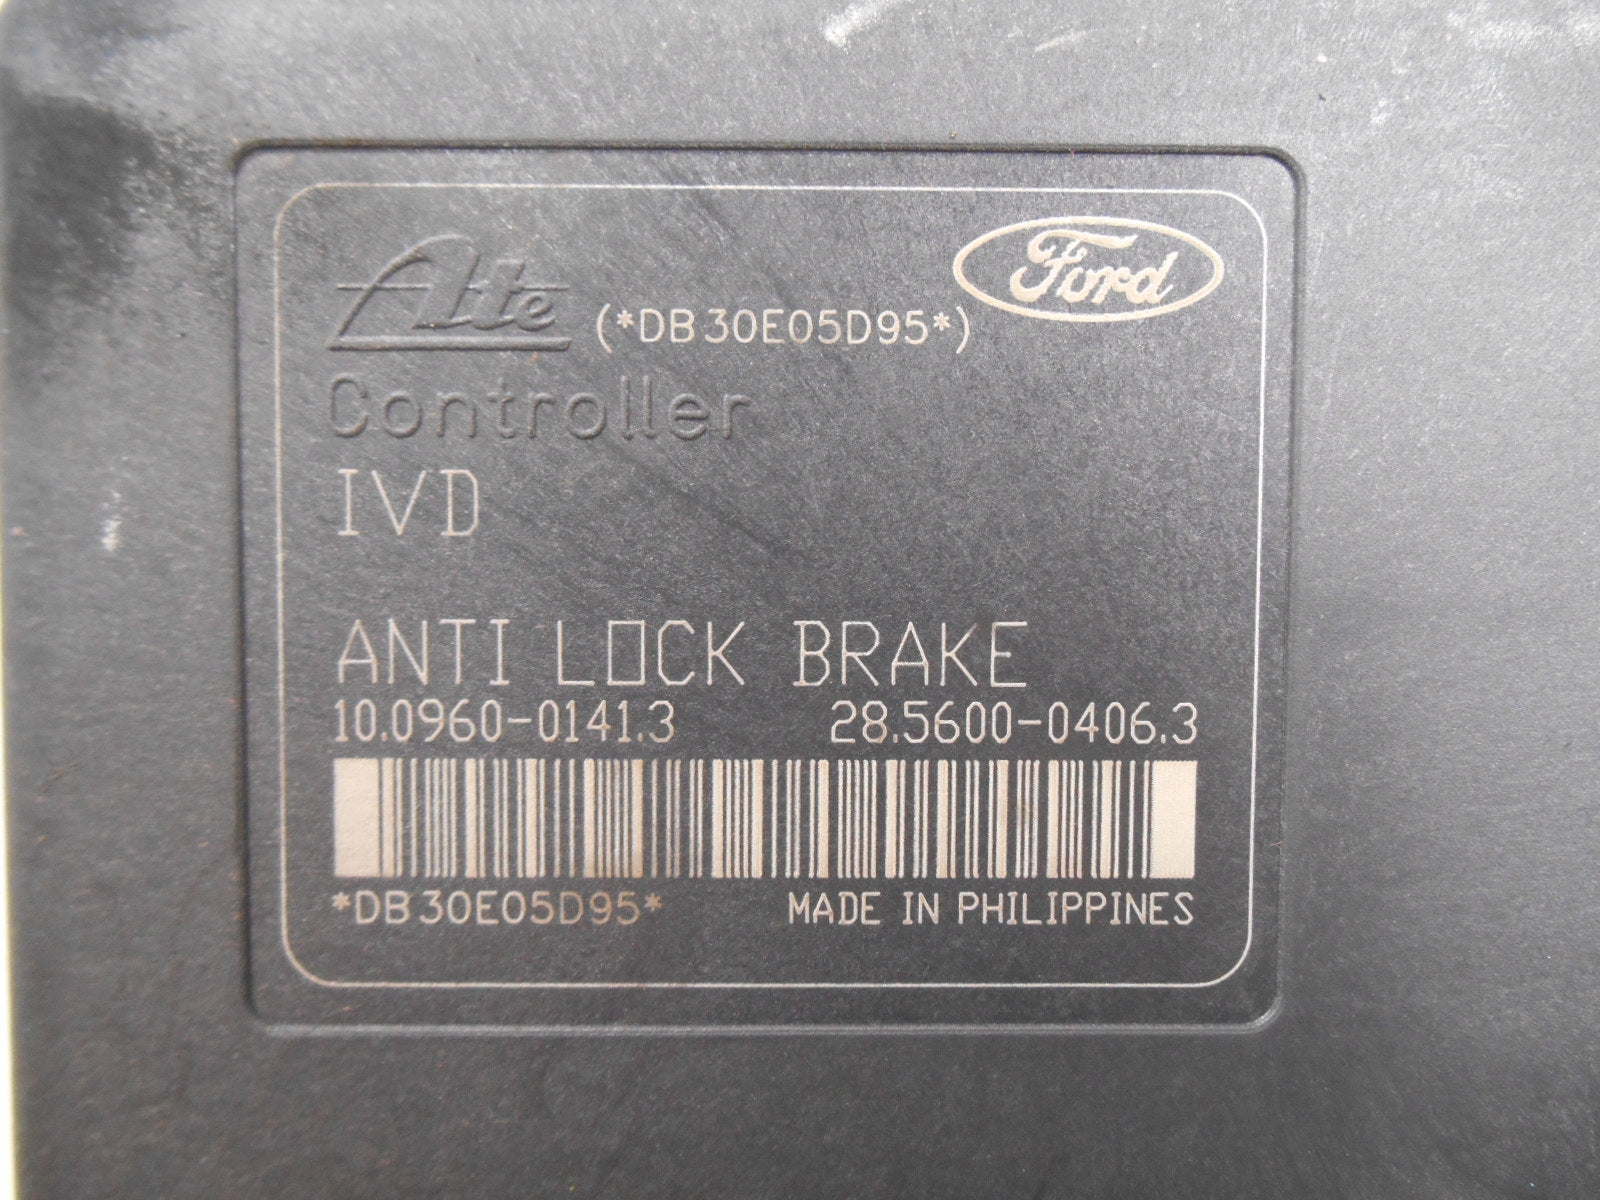 Alfe
(*DB30E05D95*)
Ford
Controller
IVD
ANTI LOCK BRAKE
10.0960-0141.3 28.5600-0406.3
*DB30E05D95* MADE IN PHILIPPINES